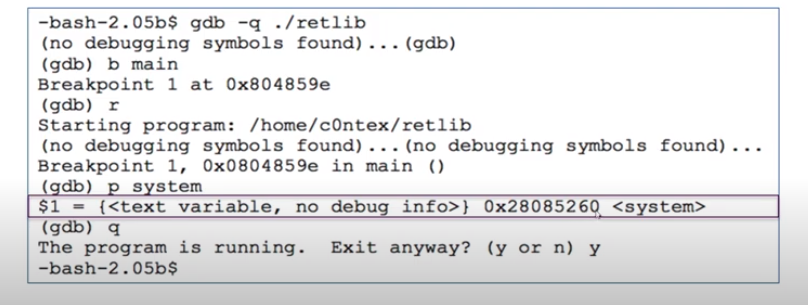 -bash-2.05b$ gdb -q ./retlib
(no debugging symbols found)...(gdb)
(gdb) b main
Breakpoint 1 at 0x804859e
(gdb) r
Starting program: /home/c0ntex/retlib
(no debugging symbols found)...(no debugging symbols found)...
Breakpoint 1, 0x0804859e in main ()
(gdb) p system
$1 = {<text variable, no debug info>} 0x28085260 <system>
(gdb) q
The program is running.  Exit anyway? (y or n) y
-bash-2.05b$